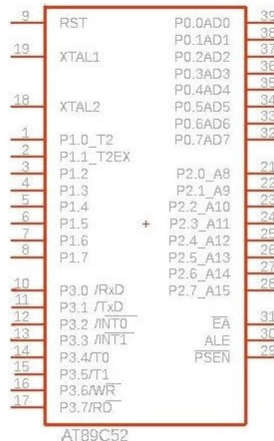 9 RST P0.0AD0 39
P0.1AD1 38
19 XTAL1 P0.2AD2 37
P0.3AD3 36
P0.4AD4 35
18 XTAL2 P0.5AD5 34
P0.6AD6 33
P0.7AD7 32
1 P1.0_T2
2 P1.1_T2EX
3 P1.2 P2.0_A8 21
4 P1.3 P2.1_A9 22
5 P1.4 P2.2_A10 23
6 P1.5 + P2.3_A11 24
7 P1.6 P2.4_A12 25
8 P1.7 P2.5_A13 26
P2.6_A14 27
10 P3.0 /RxD P2.7_A15 28
11 P3.1 /TxD
12 P3.2 /INT0 EA 31
13 P3.3 /INT1 ALE 30
14 P3.4/T0 PSEN 29
15 P3.5/T1
16 P3.6/WR
17 P3.7/RD
AT89C52